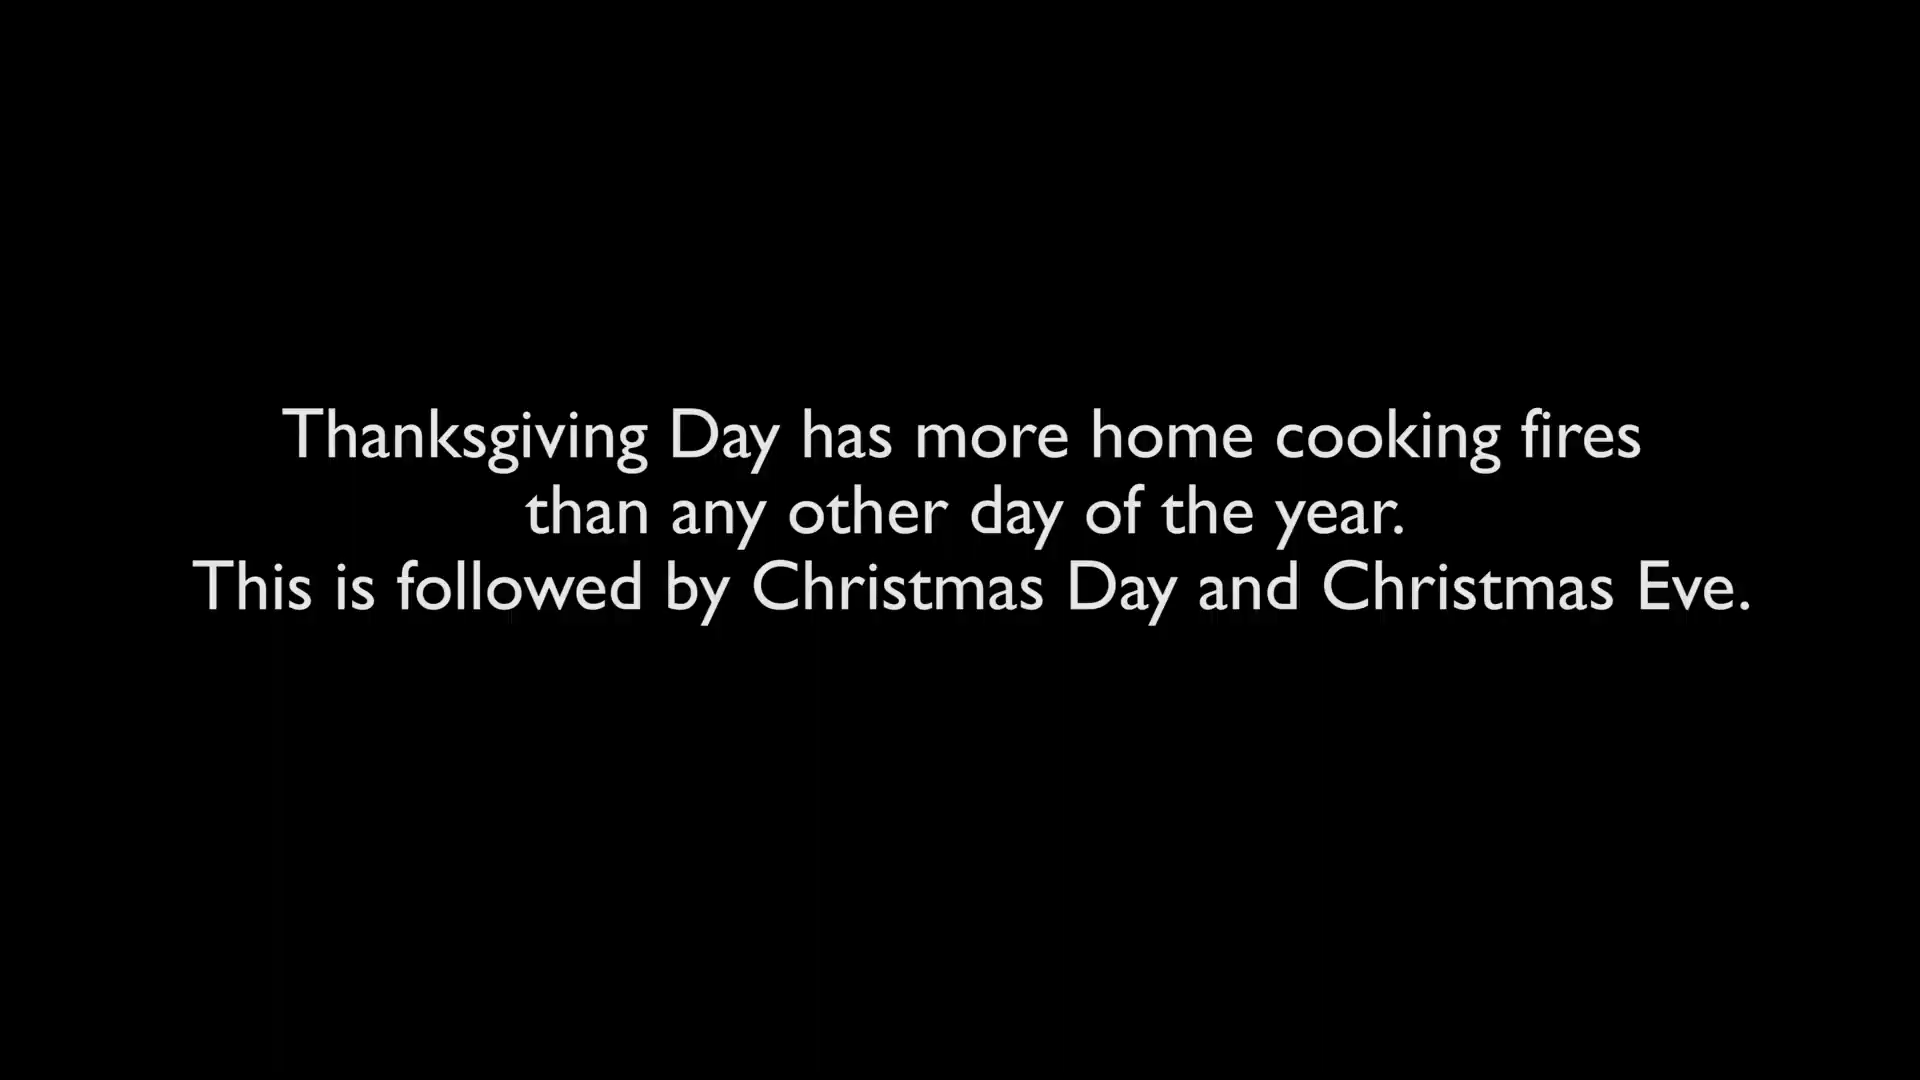 Thanksgiving Day has more home cooking fires
than any other day of the year.
This is followed by Christmas Day and Christmas Eve.